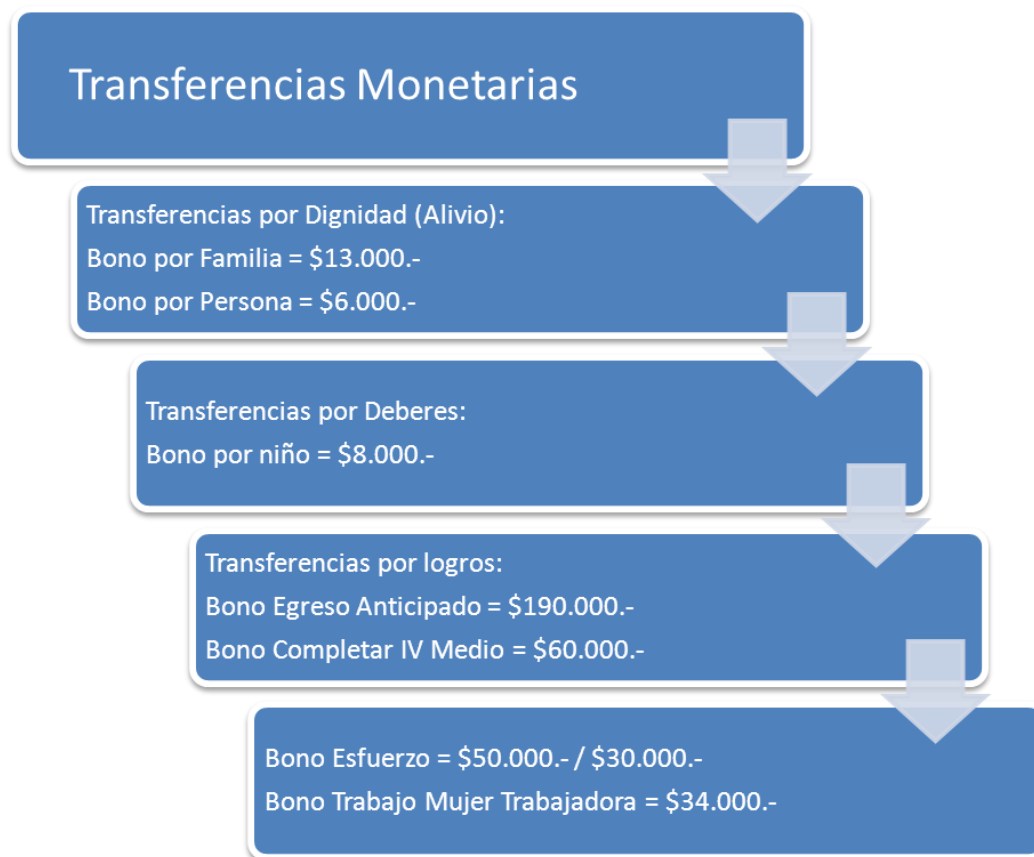 Transferencias Monetarias
Transferencias por Dignidad (Alivio):
Bono por Familia = $13.000.-
Bono por Persona = $6.000.-
Transferencias por Deberes:
Bono por niño = $8.000.-
Transferencias por logros:
Bono Egreso Anticipado = $190.000.-
Bono Completar IV Medio = $60.000.-
Bono Esfuerzo = $50.000.- / $30.000.-
Bono Trabajo Mujer Trabajadora = $34.000.-